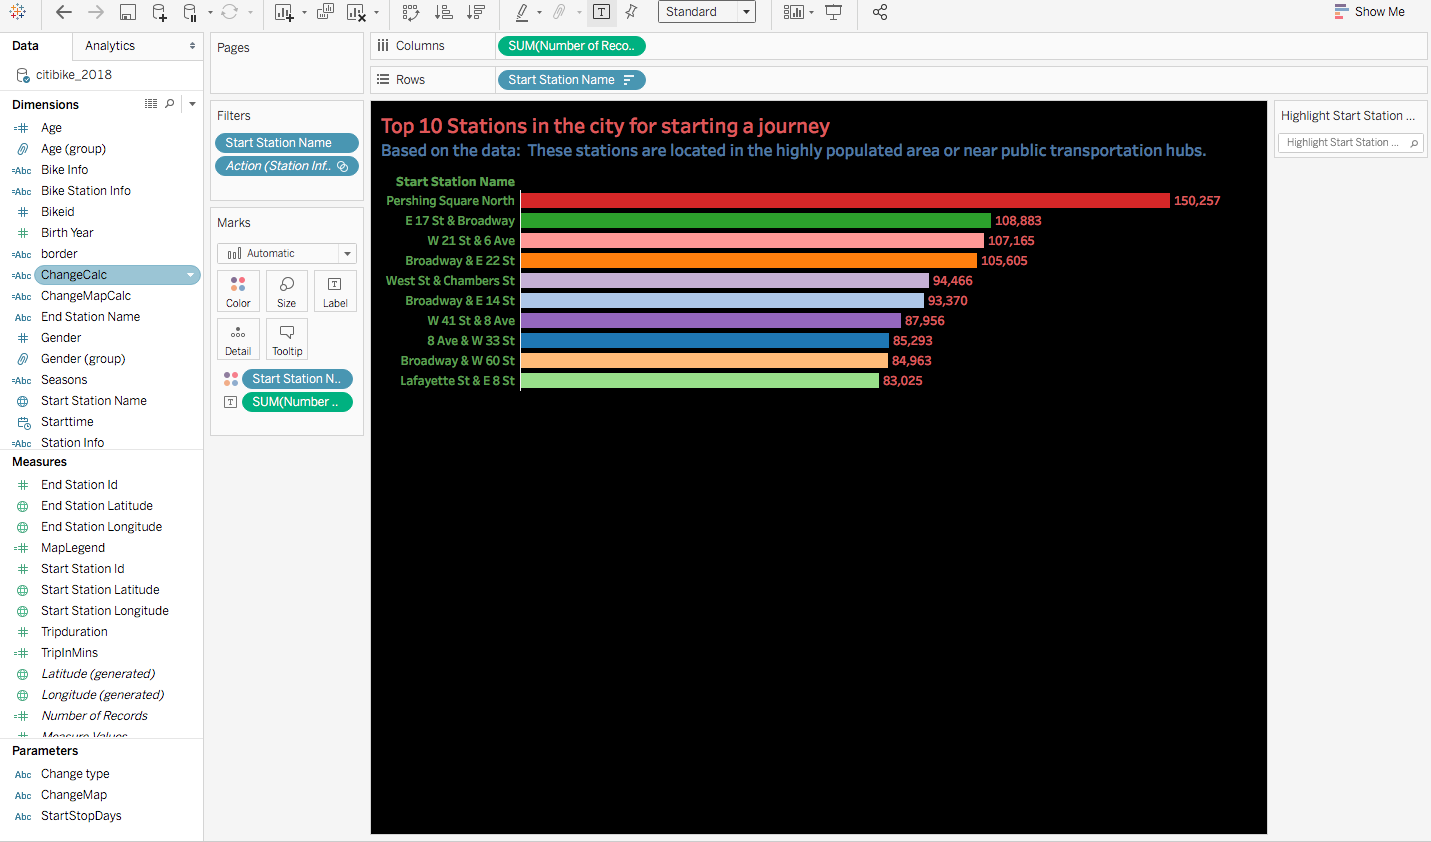 Standard
Show Me
Data
Analytics
Pages
Columns
SUM(Number of Reco..
citibike_2018
Rows
Start Station Name
Dimensions
Age
Age (group)
Bike Info
Bike Station Info
Bikeid
Birth Year
border
ChangeCalc
ChangeMapCalc
End Station Name
Gender
Gender (group)
Seasons
Start Station Name
Starttime
Station Info
Measures
End Station Id
End Station Latitude
End Station Longitude
MapLegend
Start Station Id
Start Station Latitude
Start Station Longitude
Tripduration
TripInMins
Latitude (generated)
Longitude (generated)
Number of Records
Measure Values
Parameters
Change type
ChangeMap
StartStopDays
Filters
Start Station Name
Action (Station Inf..
Marks
Automatic
Color
Size
Label
Detail
Tooltip
Start Station N..
SUM(Number ..
Top 10 Stations in the city for starting a journey
Based on the data: These stations are located in the highly populated area or near public transportation hubs.
Start Station Name
Pershing Square North 150,257
E 17 St & Broadway 108,883
W 21 St & 6 Ave 107,165
Broadway & E 22 St 105,605
West St & Chambers St 94,466
Broadway & E 14 St 93,370
W 41 St & 8 Ave 87,956
8 Ave & W 33 St 85,293
Broadway & W 60 St 84,963
Lafayette St & E 8 St 83,025
Highlight Start Station ...
Highlight Start Station ...